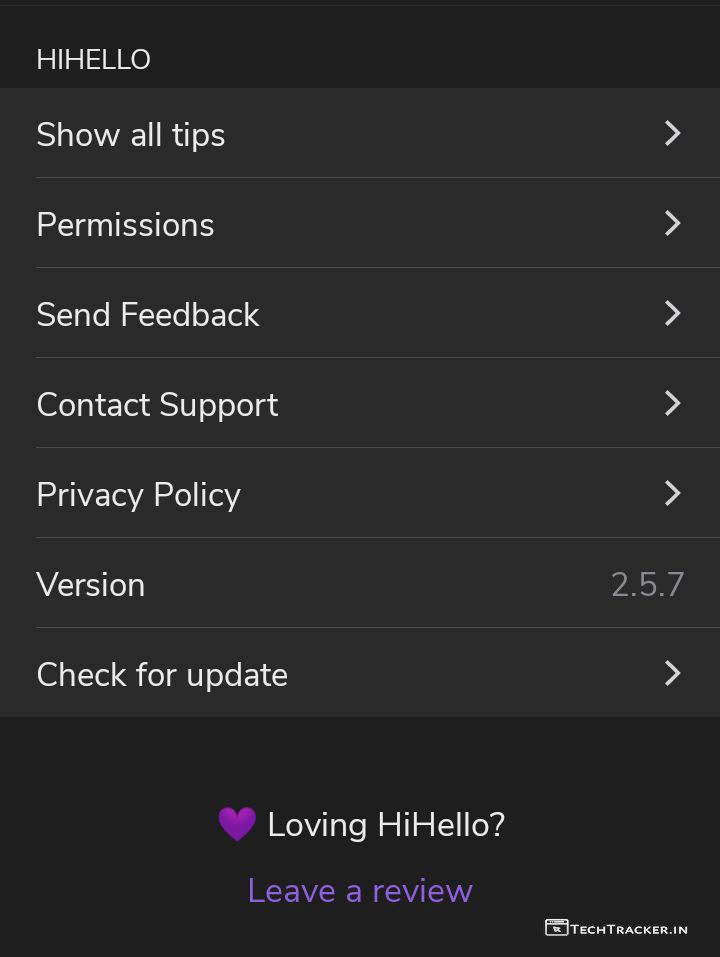 HIHELLO
Show all tips
Permissions
Send Feedback
Contact Support
Privacy Policy
Version 2.5.7
Check for update
💜 Loving HiHello?
Leave a review
TECHTRACKER.IN